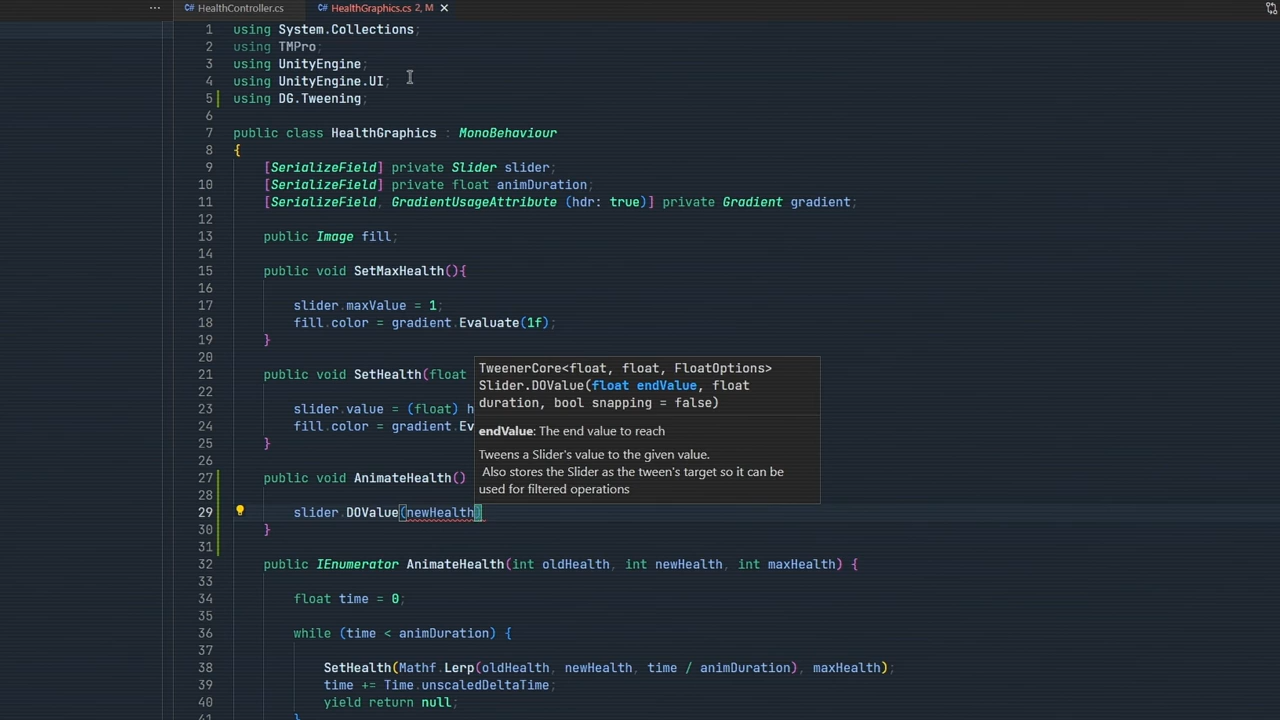 ··· C# HealthController.cs C# HealthGraphics.cs 2, M ✕
1 using System.Collections;
2 using TMPro;
3 using UnityEngine;
4 using UnityEngine.UI;
5 using DG.Tweening;
6
7 public class HealthGraphics : MonoBehaviour
8 {
9 [SerializeField] private Slider slider;
10 [SerializeField] private float animDuration;
11 [SerializeField, GradientUsageAttribute (hdr: true)] private Gradient gradient;
12
13 public Image fill;
14
15 public void SetMaxHealth(){
16
17 slider.maxValue = 1;
18 fill.color = gradient.Evaluate(1f);
19 }
20
21 public void SetHealth(float
22
23 slider.value = (float) h
24 fill.color = gradient.Ev
25 }
26
27 public void AnimateHealth()
28
29 slider.DOValue(newHealth)
30 }
31
32 public IEnumerator AnimateHealth(int oldHealth, int newHealth, int maxHealth) {
33
34 float time = 0;
35
36 while (time < animDuration) {
37
38 SetHealth(Mathf.Lerp(oldHealth, newHealth, time / animDuration), maxHealth);
39 time += Time.unscaledDeltaTime;
40 yield return null;
41 }
TweenerCore<float, float, FloatOptions>
Slider.DOValue(float endValue, float
duration, bool snapping = false)
endValue: The end value to reach
Tweens a Slider's value to the given value.
Also stores the Slider as the tween's target so it can be
used for filtered operations